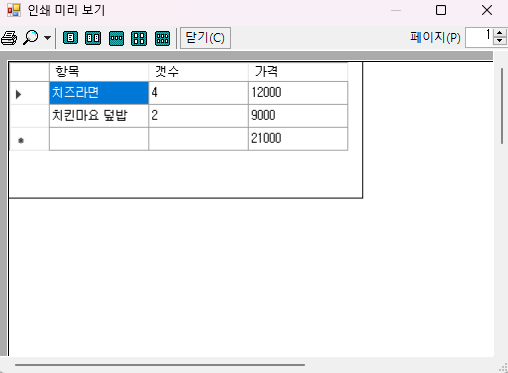 인쇄 미리 보기
닫기(C) 페이지(P) 1
항목 갯수 가격
치즈라면 4 12000
치킨마요 덮밥 2 9000
21000